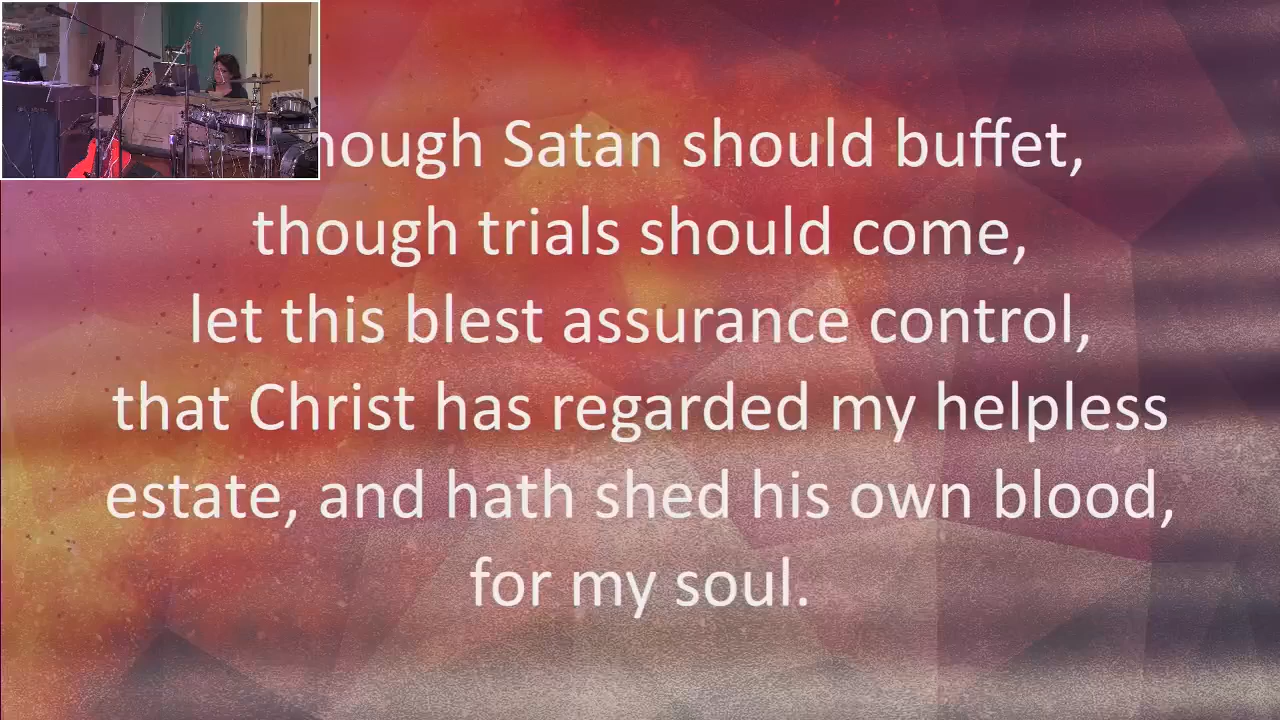 hough Satan should buffet,
though trials should come,
let this blest assurance control,
that Christ has regarded my helpless
estate, and hath shed his own blood,
for my soul.